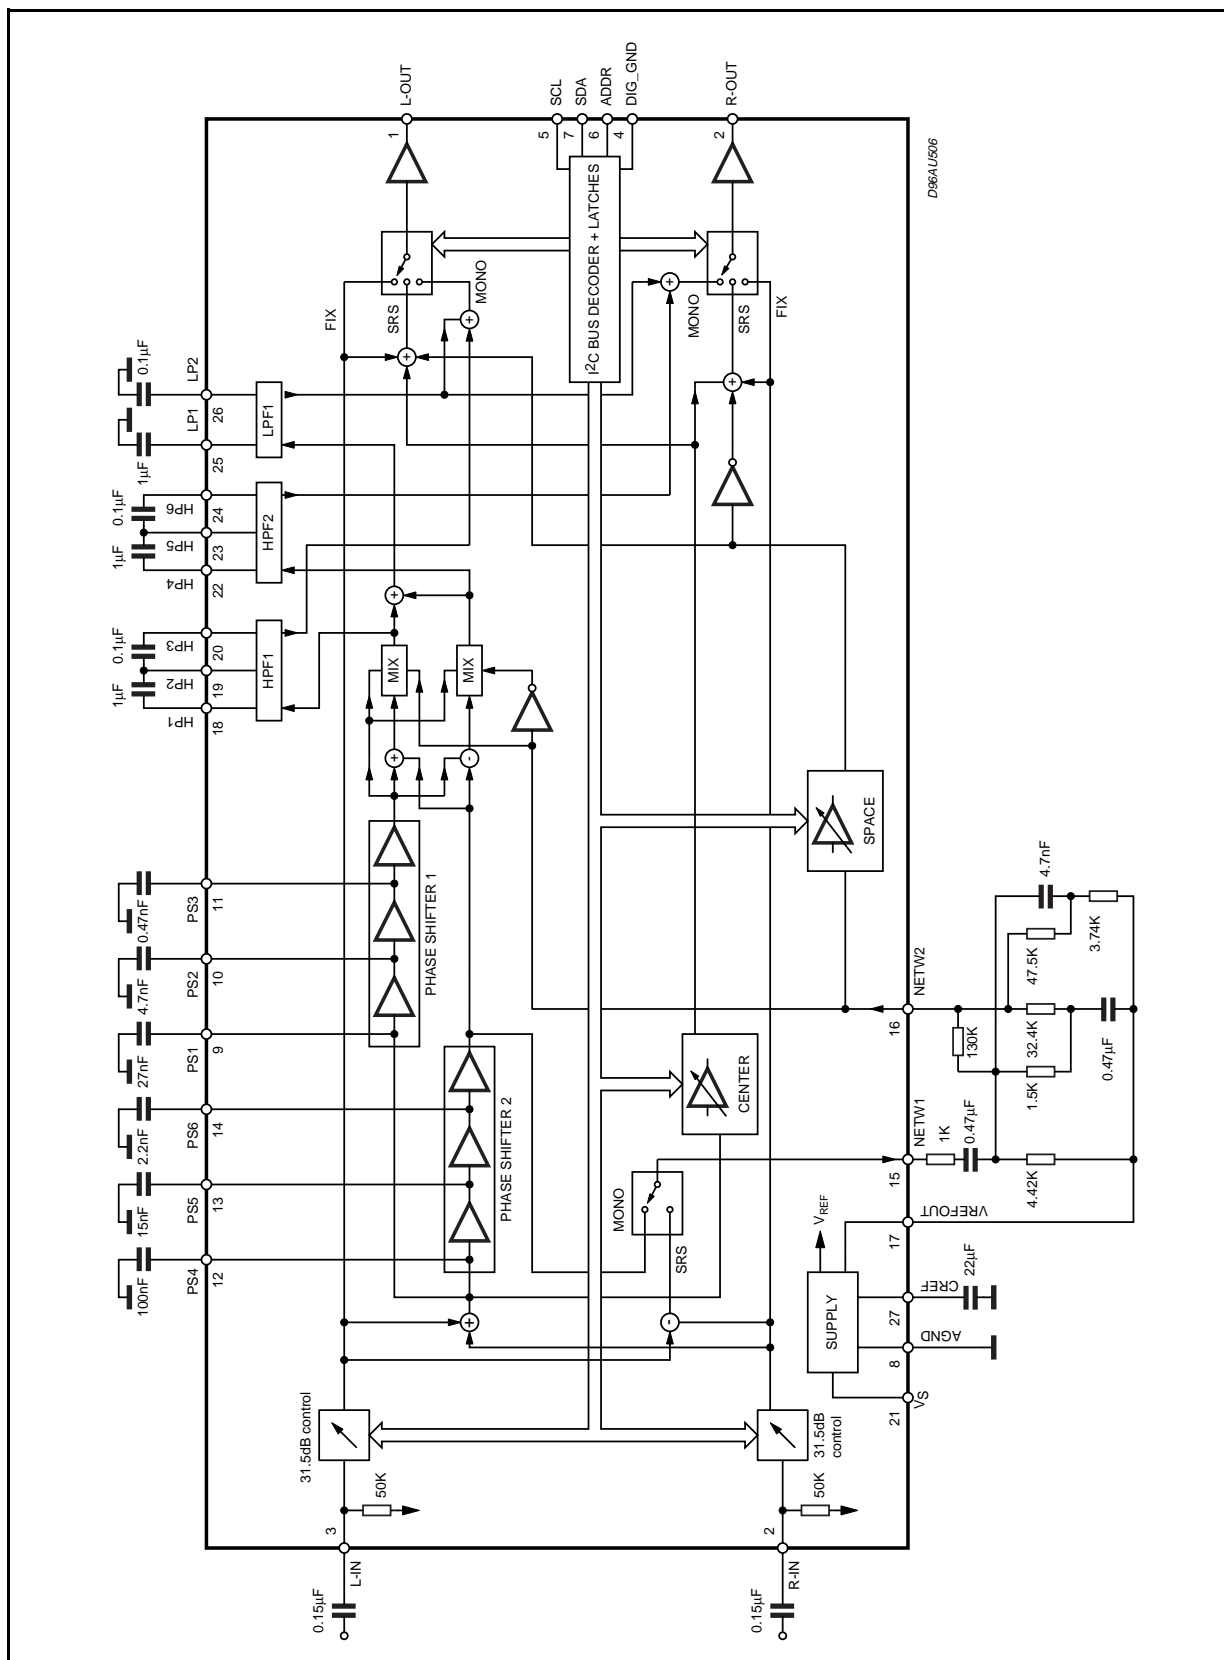 L-OUT
1
SCL
SDA
ADDR
DIG_GND
5
7
6
4
R-OUT
2
D96AU506
I²C BUS DECODER + LATCHES
FIX
SRS
MONO
MONO
SRS
FIX
0.1µF
LP2
26
LP1
25
1µF
LPF1
0.1µF
HP6
24
HP5
23
1µF
HP4
22
HPF2
0.1µF
HP3
20
HP2
19
1µF
HP1
18
HPF1
+
+
+
+
+
MIX
MIX
+
-
0.47nF
PS3
11
4.7nF
PS2
10
27nF
PS1
9
PHASE SHIFTER 1
2.2nF
PS6
14
15nF
PS5
13
100nF
PS4
12
PHASE SHIFTER 2
SPACE
CENTER
MONO
SRS
+
-
NETW2
16
130K
47.5K
4.7nF
3.74K
32.4K
1.5K
0.47µF
NETW1
15
1K
0.47µF
4.42K
VREFOUT
17
VREF
SUPPLY
CREF
27
22µF
AGND
8
VS
21
31.5dB control
31.5dB
control
50K
50K
3
L-IN
0.15µF
2
R-IN
0.15µF